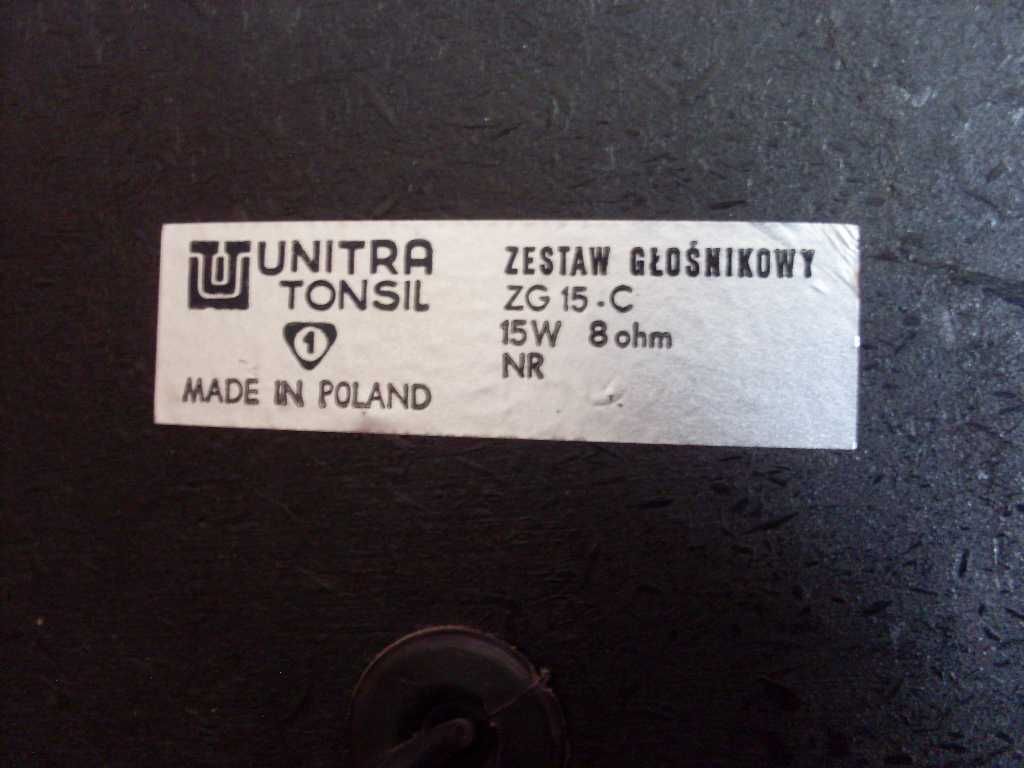 UNITRA
TONSIL
1
MADE IN POLAND
ZESTAW GŁOŚNIKOWY
ZG 15-C
15W 8 ohm
NR